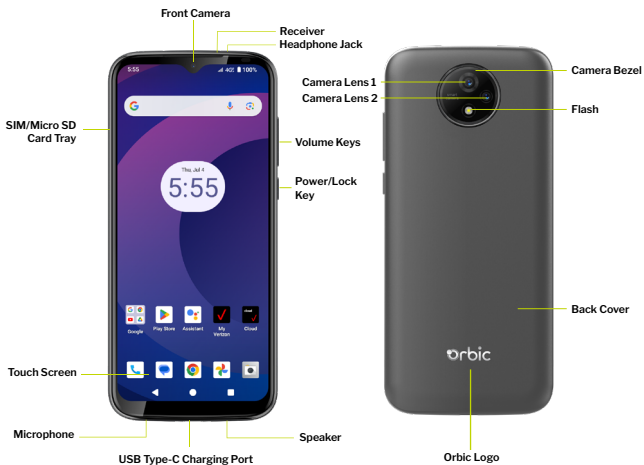 Front Camera
Receiver
Headphone Jack
SIM/Micro SD
Card Tray
5:55
4G 100%
Thu, Jul 4
5:55
Google
Play Store
Assistant
My
Verizon
Cloud
cloud
Volume Keys
Power/Lock
Key
Touch Screen
Microphone
USB Type-C Charging Port
Speaker
Camera Lens 1
Camera Lens 2
Camera Bezel
Flash
Back Cover
orbic
Orbic Logo